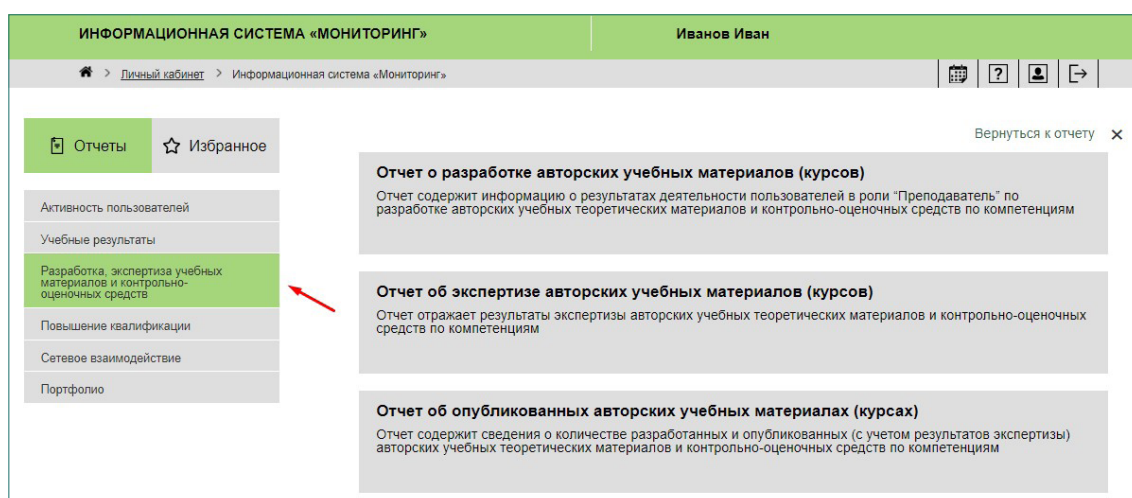 ИНФОРМАЦИОННАЯ СИСТЕМА «МОНИТОРИНГ»
Иванов Иван
> Личный кабинет > Информационная система «Мониторинг»
?
Отчеты
Избранное
Вернуться к отчету ×
Активность пользователей
Учебные результаты
Разработка, экспертиза учебных
материалов и контрольно-
оценочных средств
Повышение квалификации
Сетевое взаимодействие
Портфолио
Отчет о разработке авторских учебных материалов (курсов)
Отчет содержит информацию о результатах деятельности пользователей в роли “Преподаватель” по
разработке авторских учебных теоретических материалов и контрольно-оценочных средств по компетенциям
Отчет об экспертизе авторских учебных материалов (курсов)
Отчет отражает результаты экспертизы авторских учебных теоретических материалов и контрольно-оценочных
средств по компетенциям
Отчет об опубликованных авторских учебных материалах (курсах)
Отчет содержит сведения о количестве разработанных и опубликованных (с учетом результатов экспертизы)
авторских учебных теоретических материалов и контрольно-оценочных средств по компетенциям